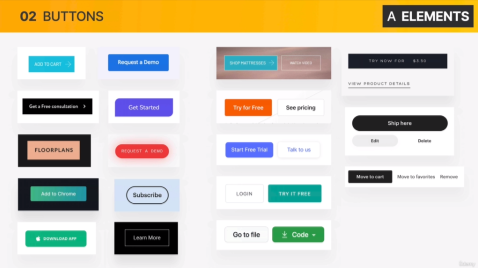 02 BUTTONS
A ELEMENTS
ADD TO CART
Request a Demo
Get a Free consultation
Get Started
FLOORPLANS
REQUEST A DEMO
Add to Chrome
Subscribe
DOWNLOAD APP
Learn More
SHOP MATTRESSES
WATCH VIDEO
Try for Free
See pricing
Start Free Trial
Talk to us
LOGIN
TRY IT FREE
Go to file
Code
TRY NOW FOR $3.50
VIEW PRODUCT DETAILS
Ship here
Edit
Delete
Move to cart
Move to favorites
Remove